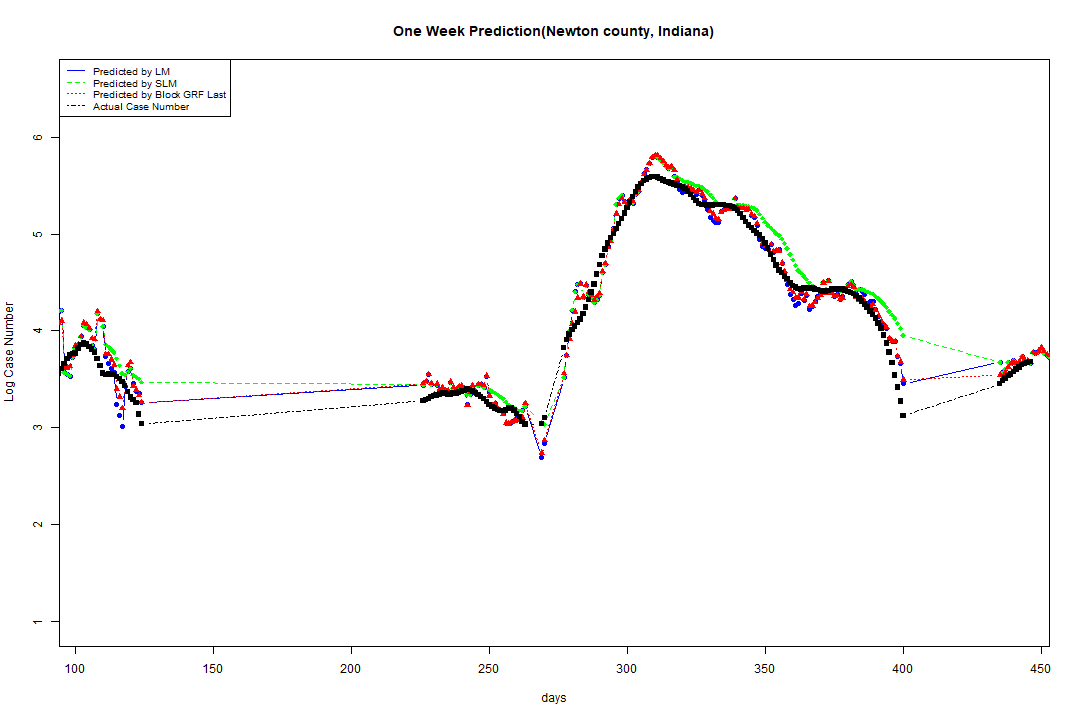 One Week Prediction(Newton county, Indiana)
Predicted by LM
Predicted by SLM
Predicted by Block GRF Last
Actual Case Number
6
5
4
3
2
1
Log Case Number
100 150 200 250 300 350 400 450
days